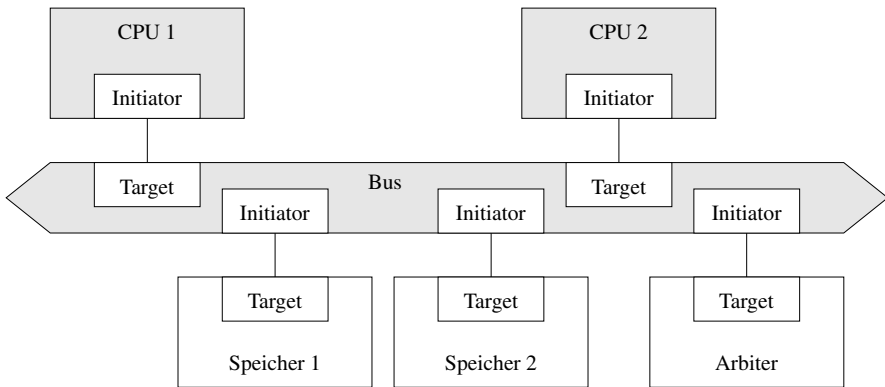 CPU 1
Initiator
CPU 2
Initiator
Target
Bus
Target
Initiator
Initiator
Initiator
Target
Speicher 1
Target
Speicher 2
Target
Arbiter